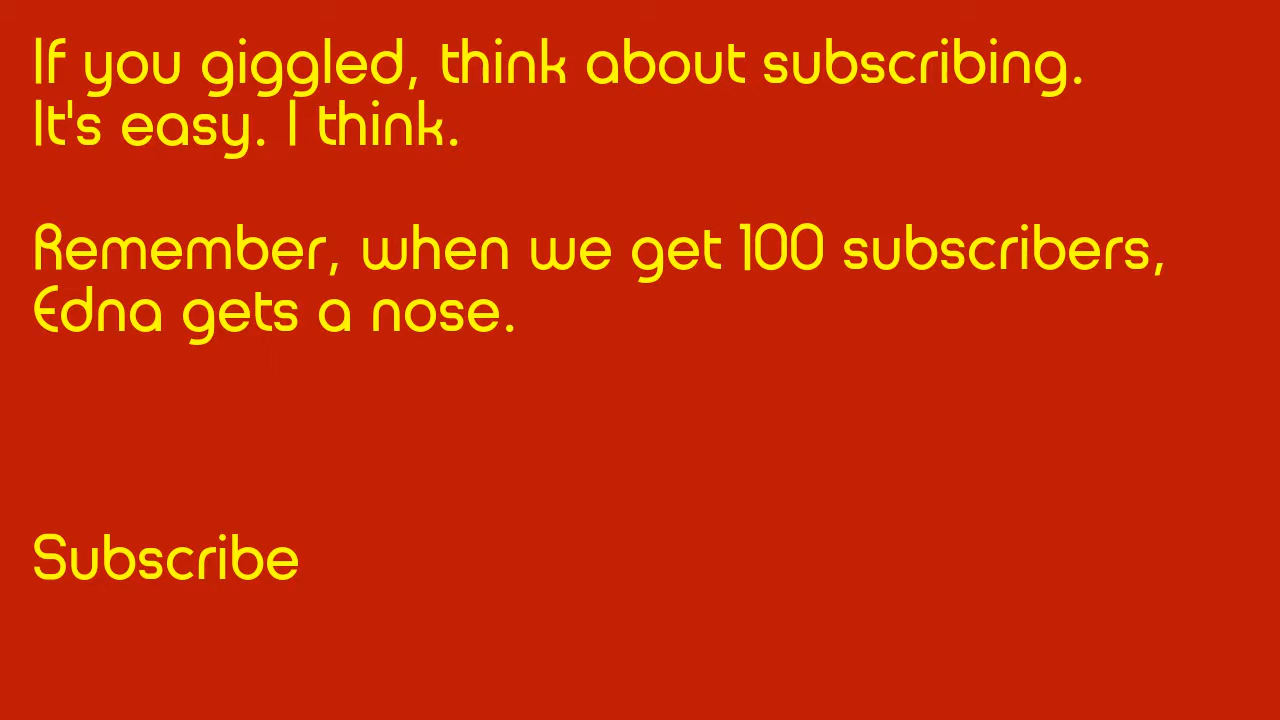 If you giggled, think about subscribing.
It's easy. I think.
Remember, when we get 100 subscribers,
Edna gets a nose.
Subscribe